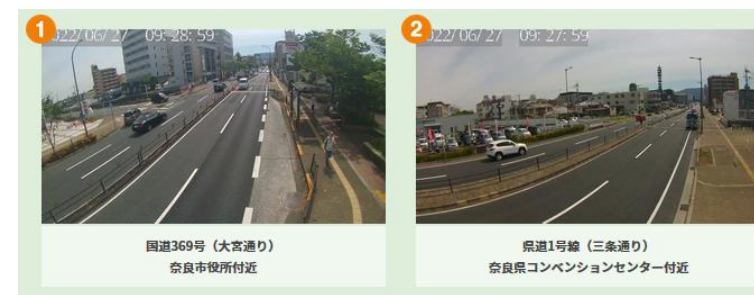 1
2022/06/27 09:28:59
国道369号（大宮通り）
奈良市役所付近
2
2022/06/27 09:27:59
県道1号線（三条通り）
奈良県コンベンションセンター付近